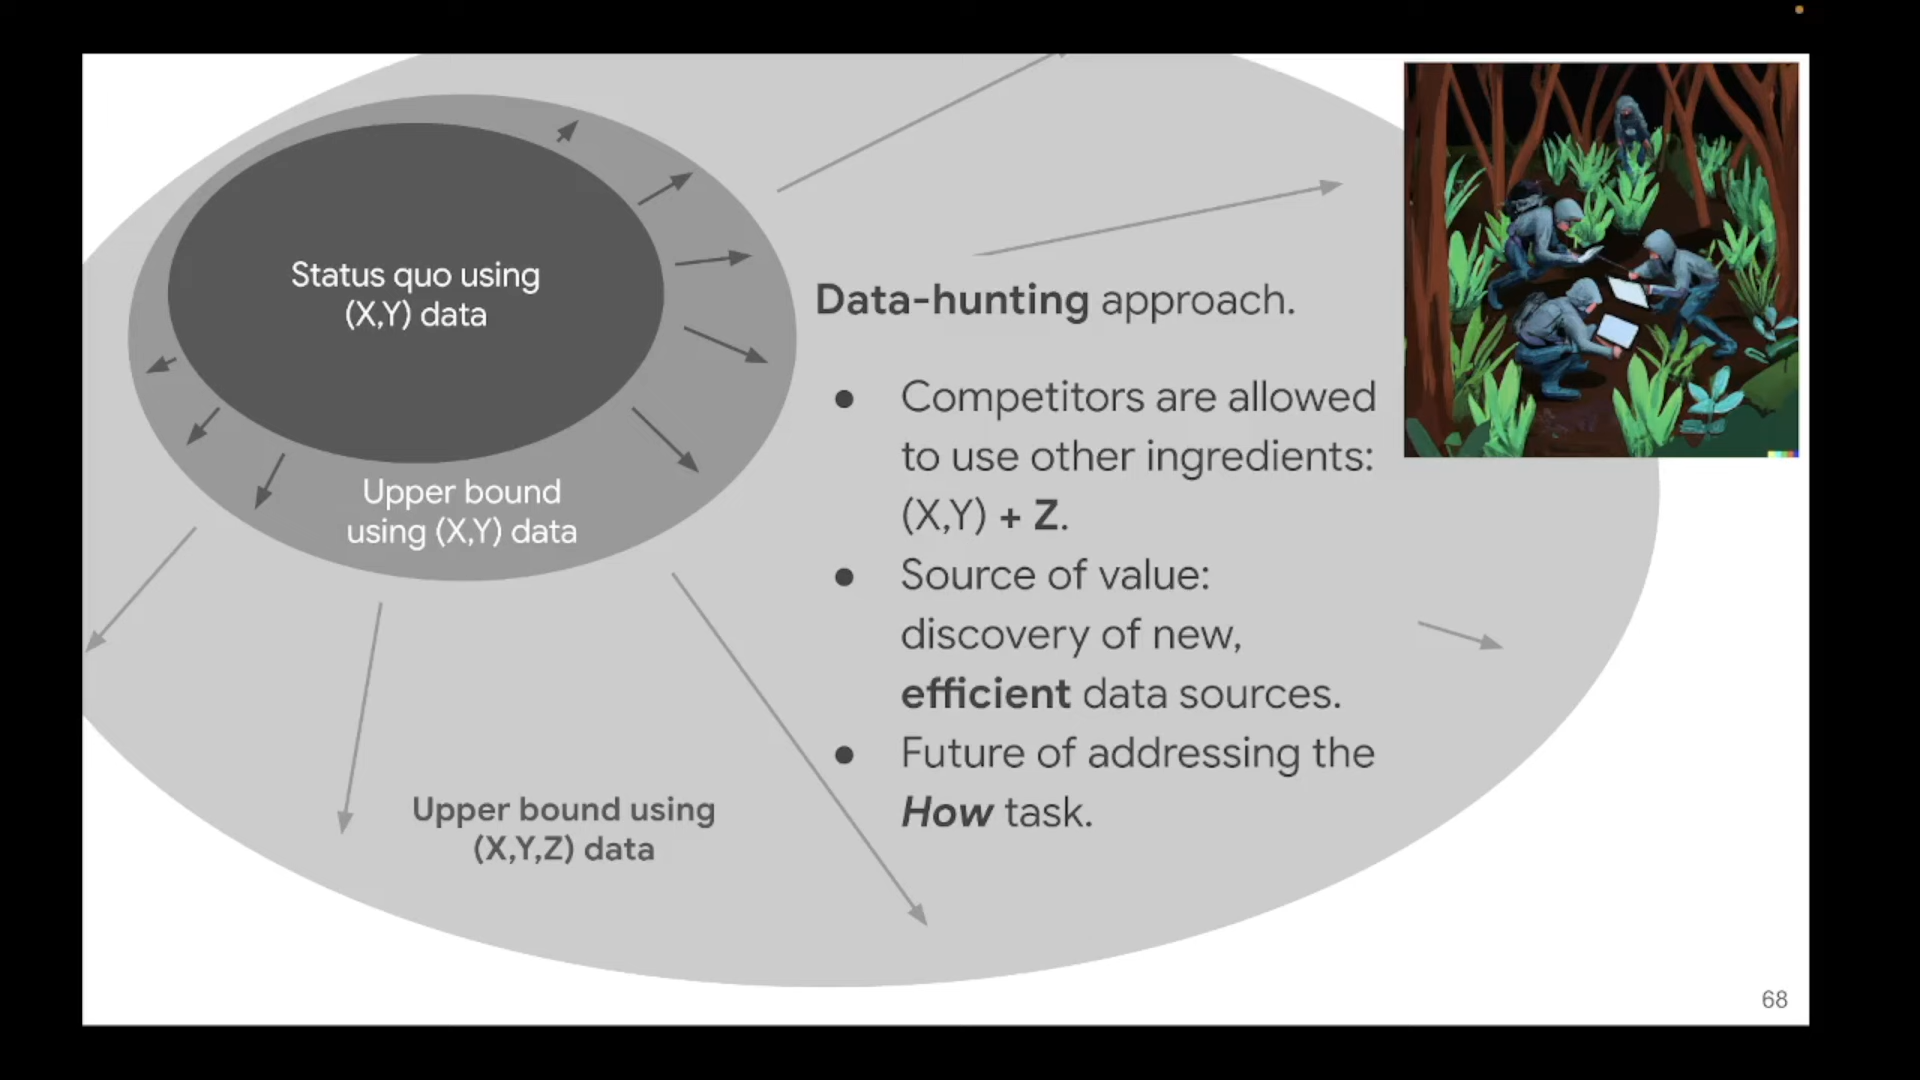 Status quo using
(X,Y) data
Upper bound
using (X,Y) data
Upper bound using
(X,Y,Z) data
Data-hunting approach.
● Competitors are allowed
to use other ingredients:
(X,Y) + Z.
● Source of value:
discovery of new,
efficient data sources.
● Future of addressing the
How task.
68